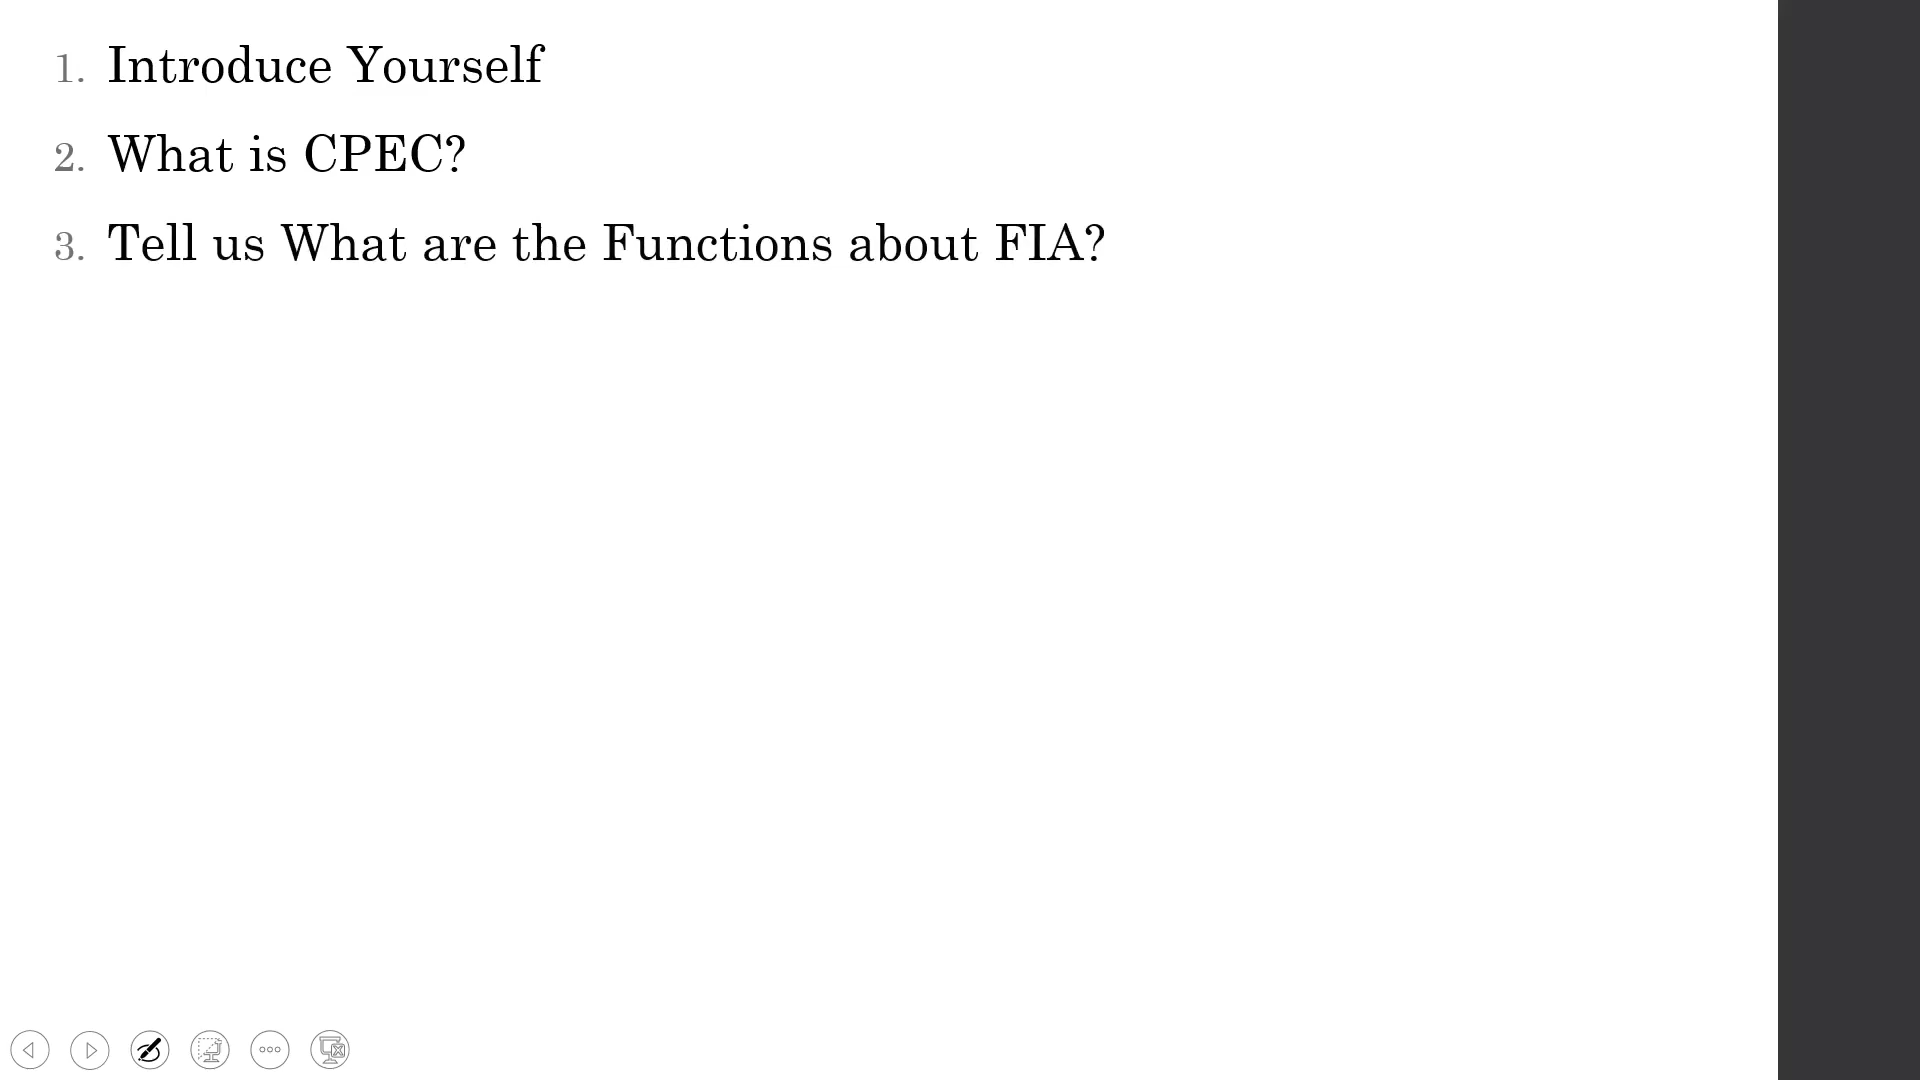 1. Introduce Yourself
2. What is CPEC?
3. Tell us What are the Functions about FIA?